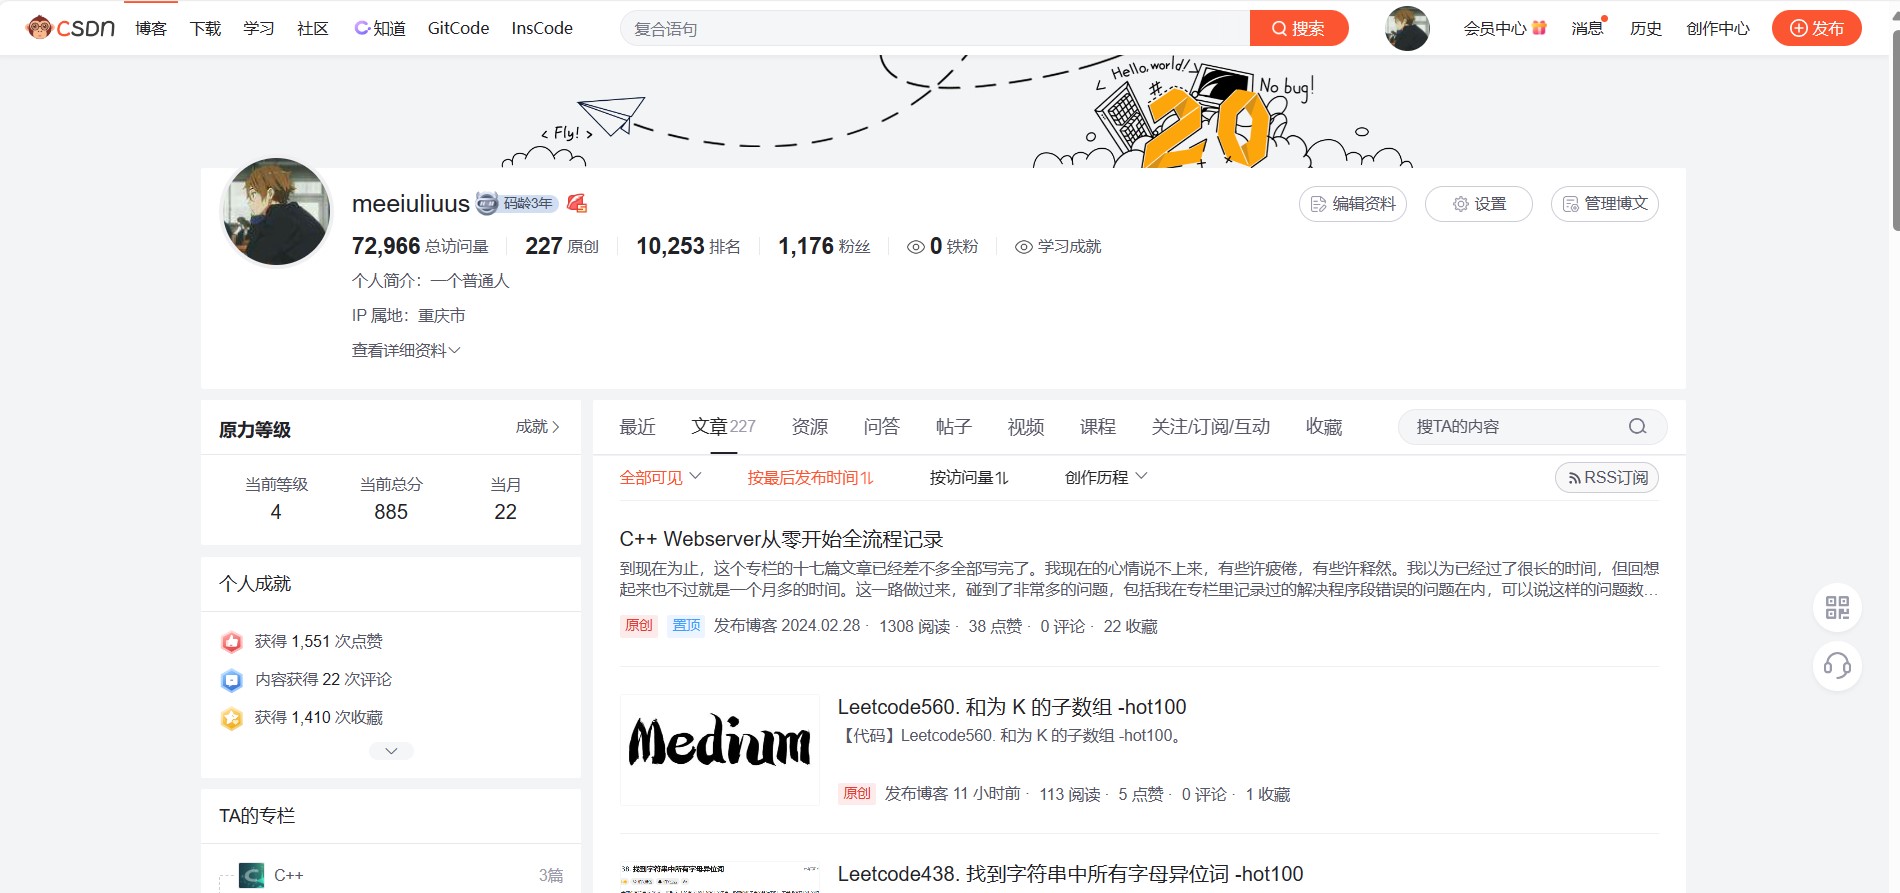 CSDN 博客 下载 学习 社区 知道 GitCode InsCode 复合语句 搜索 会员中心 消息 历史 创作中心 发布
< Fly! >
< Hello,world!/
#
No bug!
20
meeiuliuus 码龄3年 编辑资料 设置 管理博文
72,966 总访问量 227 原创 10,253 排名 1,176 粉丝 0 铁粉 学习成就
个人简介：一个普通人
IP 属地：重庆市
查看详细资料
原力等级 成就
当前等级 当前总分 当月
4 885 22
个人成就
获得 1,551 次点赞
内容获得 22 次评论
获得 1,410 次收藏
TA的专栏
C++ 3篇
最近 文章227 资源 问答 帖子 视频 课程 关注/订阅/互动 收藏 搜TA的内容
全部可见 按最后发布时间 按访问量 创作历程 RSS订阅
C++ Webserver从零开始全流程记录
到现在为止，这个专栏的十七篇文章已经差不多全部写完了。我现在的心情说不上来，有些许疲倦，有些许释然。我以为已经过了很长的时间，但回想
起来也不过就是一个月多的时间。这一路做过来，碰到了非常多的问题，包括我在专栏里记录过的解决程序段错误的问题在内，可以说这样的问题数...
原创 置顶 发布博客 2024.02.28 · 1308 阅读 · 38 点赞 · 0 评论 · 22 收藏
Medium
Leetcode560. 和为 K 的子数组 -hot100
【代码】Leetcode560. 和为 K 的子数组 -hot100。
原创 发布博客 11 小时前 · 113 阅读 · 5 点赞 · 0 评论 · 1 收藏
38. 找到字符串中所有字母异位词
Leetcode438. 找到字符串中所有字母异位词 -hot100